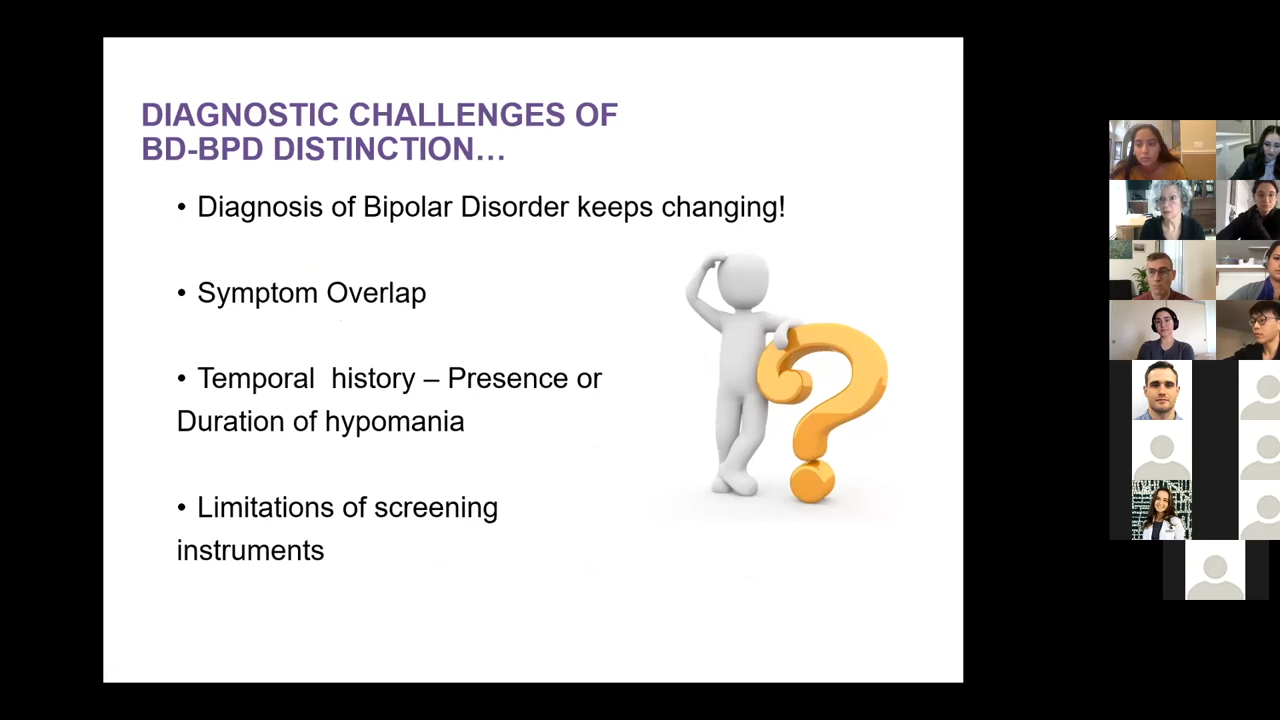 DIAGNOSTIC CHALLENGES OF
BD-BPD DISTINCTION…
• Diagnosis of Bipolar Disorder keeps changing!
• Symptom Overlap
• Temporal  history – Presence or
Duration of hypomania
• Limitations of screening
instruments